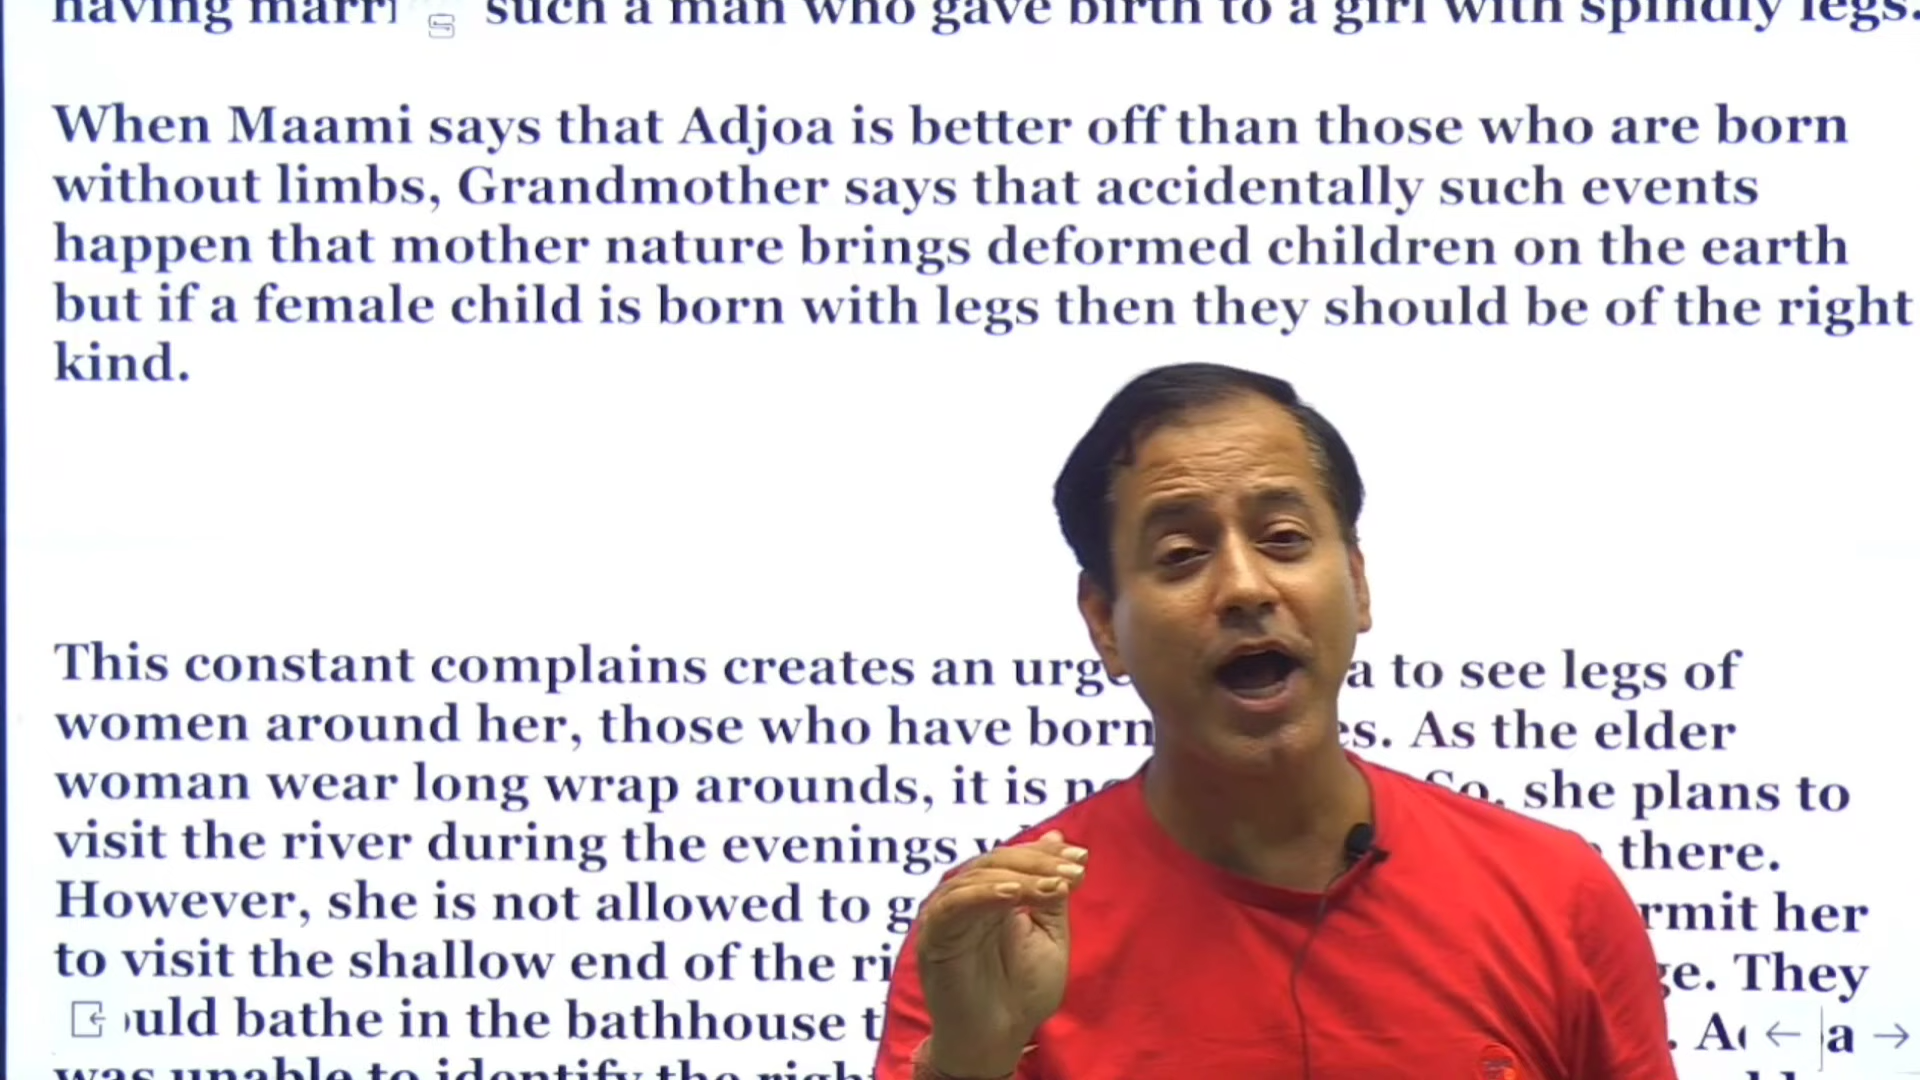 having such a man who gave birth to a girl with spindly legs.
When Maami says that Adjoa is better off than those who are born
without limbs, Grandmother says that accidentally such events
happen that mother nature brings deformed children on the earth
but if a female child is born with legs then they should be of the right
kind.
This constant complains creates an a to see legs of
women around her, those who have born As the elder
woman wear long wrap arounds, it is So, she plans to
visit the river during the evenings there.
However, she is not allowed to her
to visit the shallow end of the They
bathe in the bathhouse
was unable to identify the